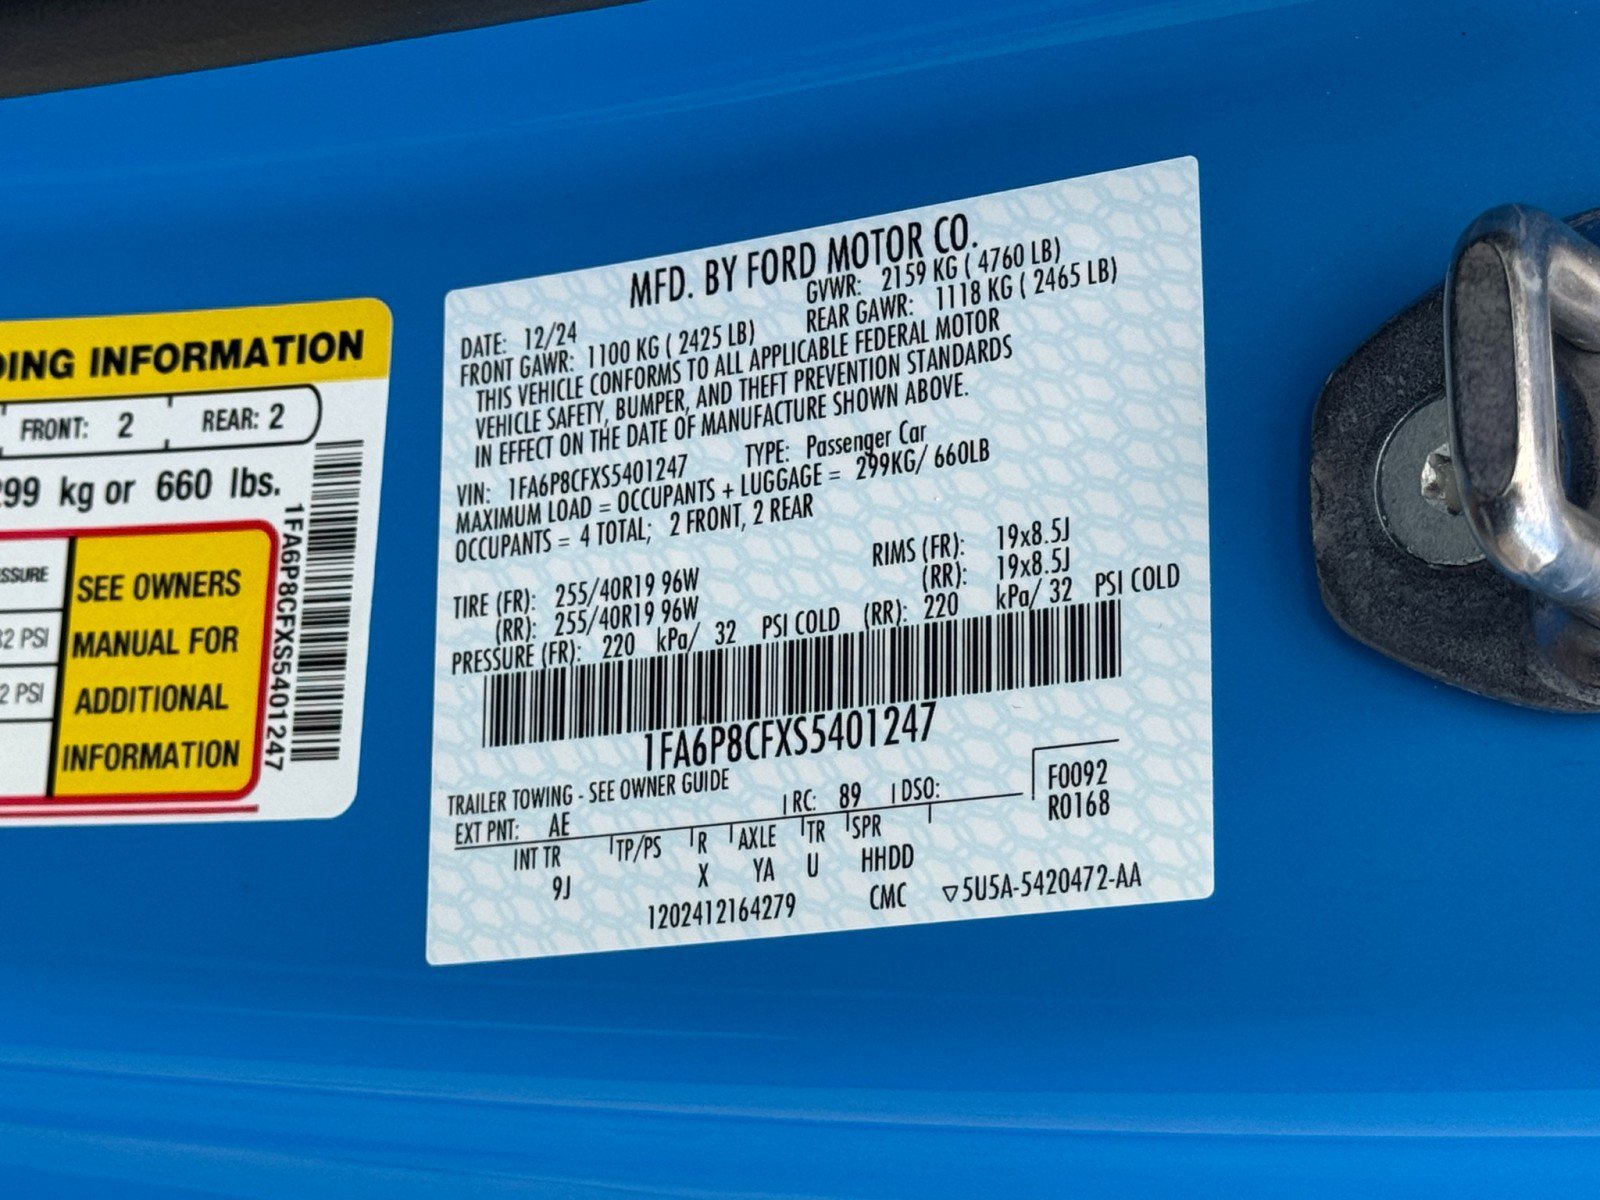 DING INFORMATION
FRONT: 2 REAR: 2
299 kg or 660 lbs.
SSURE
32 PSI
2 PSI
SEE OWNERS
MANUAL FOR
ADDITIONAL
INFORMATION
1FA6P8CFXS5401247
MFD. BY FORD MOTOR CO.
DATE: 12/24 GVWR: 2159 KG ( 4760 LB)
FRONT GAWR: 1100 KG ( 2425 LB) REAR GAWR: 1118 KG ( 2465 LB)
THIS VEHICLE CONFORMS TO ALL APPLICABLE FEDERAL MOTOR
VEHICLE SAFETY, BUMPER, AND THEFT PREVENTION STANDARDS
IN EFFECT ON THE DATE OF MANUFACTURE SHOWN ABOVE.
VIN: 1FA6P8CFXS5401247 TYPE: Passenger Car
MAXIMUM LOAD = OCCUPANTS + LUGGAGE = 299KG/ 660LB
OCCUPANTS = 4 TOTAL; 2 FRONT, 2 REAR
TIRE (FR): 255/40R19 96W RIMS (FR): 19x8.5J
(RR): 255/40R19 96W (RR): 19x8.5J
PRESSURE (FR): 220 kPa/ 32 PSI COLD (RR): 220 kPa/ 32 PSI COLD
1FA6P8CFXS5401247
TRAILER TOWING - SEE OWNER GUIDE
F0092
EXT PNT: AE RC: 89 DSO:
R0168
INT TR TP/PS R AXLE TR SPR
9J X YA U HHDD
1202412164279 CMC ▽5U5A-5420472-AA